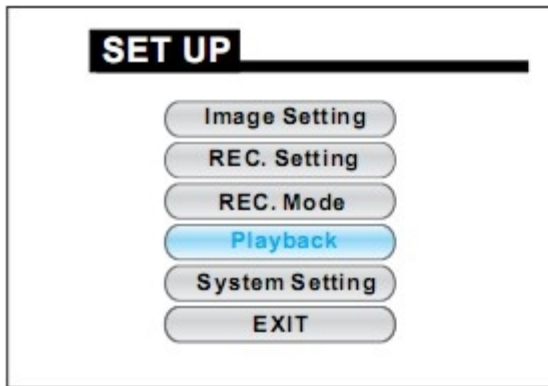 SET UP
Image Setting
REC. Setting
REC. Mode
Playback
System Setting
EXIT